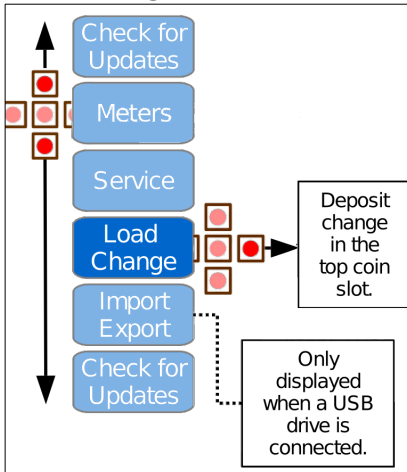 Check for
Updates
Meters
Service
Load
Change
Deposit
change
in the
top coin
slot.
Import
Export
Only
displayed
when a USB
drive is
connected.
Check for
Updates